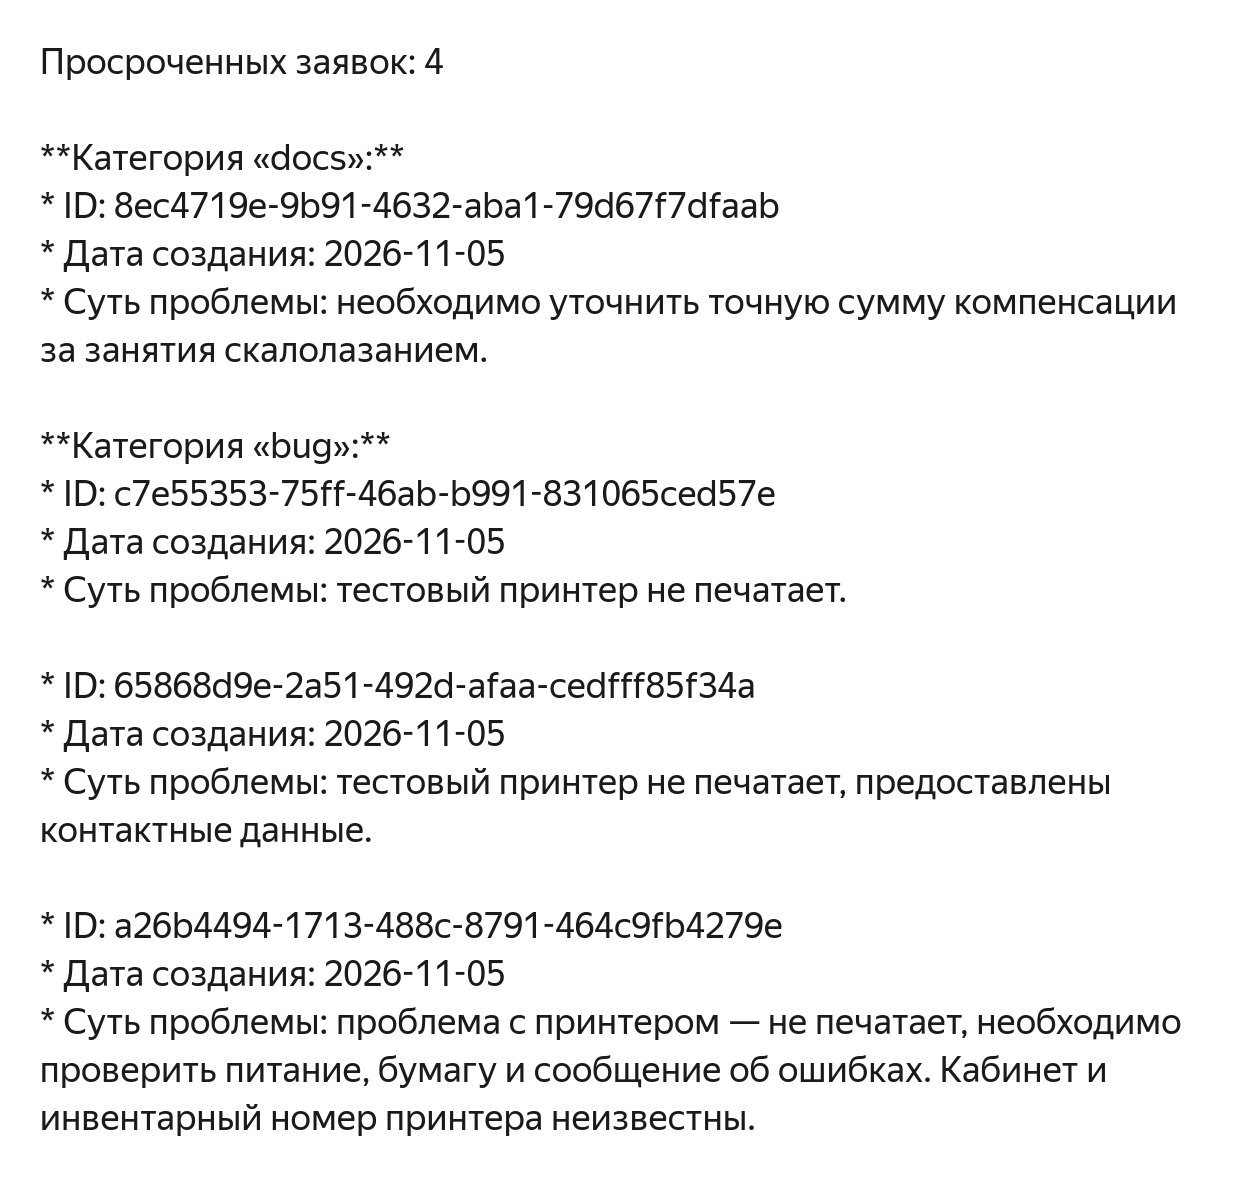 Просроченных заявок: 4

**Категория «docs»:**
* ID: 8ec4719e-9b91-4632-aba1-79d67f7dfaab
* Дата создания: 2026-11-05
* Суть проблемы: необходимо уточнить точную сумму компенсации
за занятия скалолазанием.

**Категория «bug»:**
* ID: c7e55353-75ff-46ab-b991-831065ced57e
* Дата создания: 2026-11-05
* Суть проблемы: тестовый принтер не печатает.

* ID: 65868d9e-2a51-492d-afaa-cedfff85f34a
* Дата создания: 2026-11-05
* Суть проблемы: тестовый принтер не печатает, предоставлены
контактные данные.

* ID: a26b4494-1713-488c-8791-464c9fb4279e
* Дата создания: 2026-11-05
* Суть проблемы: проблема с принтером — не печатает, необходимо
проверить питание, бумагу и сообщение об ошибках. Кабинет и
инвентарный номер принтера неизвестны.